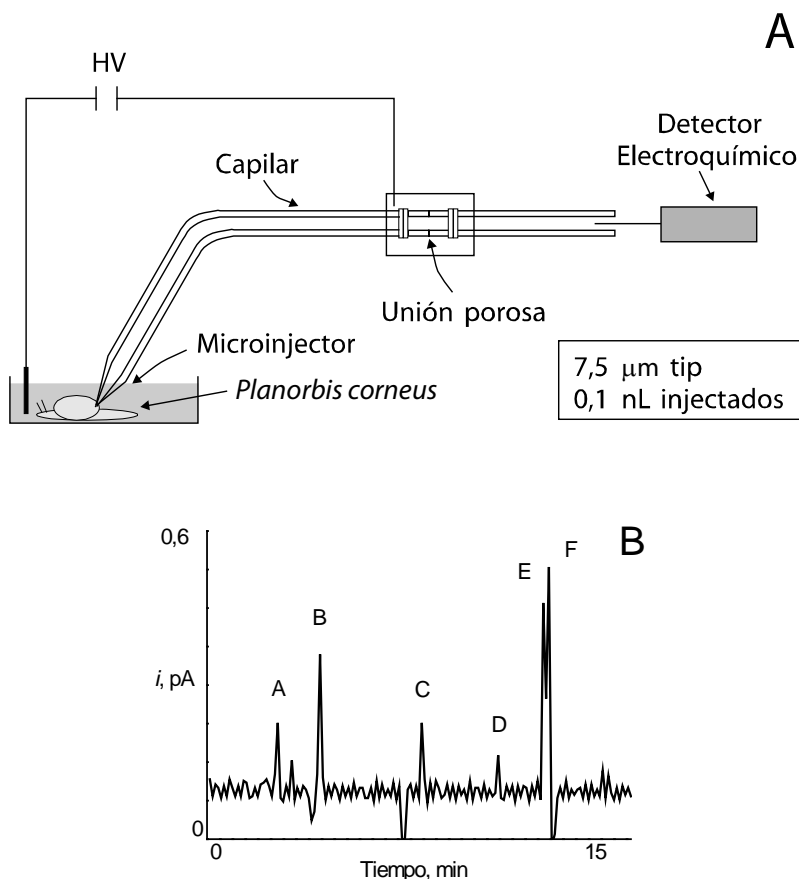 A
HV
Detector
Electroquímico
Capilar
Unión porosa
Microinjector
Planorbis corneus
7,5 μm tip
0,1 nL injectados
B
0,6
F
E
B
i, pA
A
C
D
0
0
15
Tiempo, min